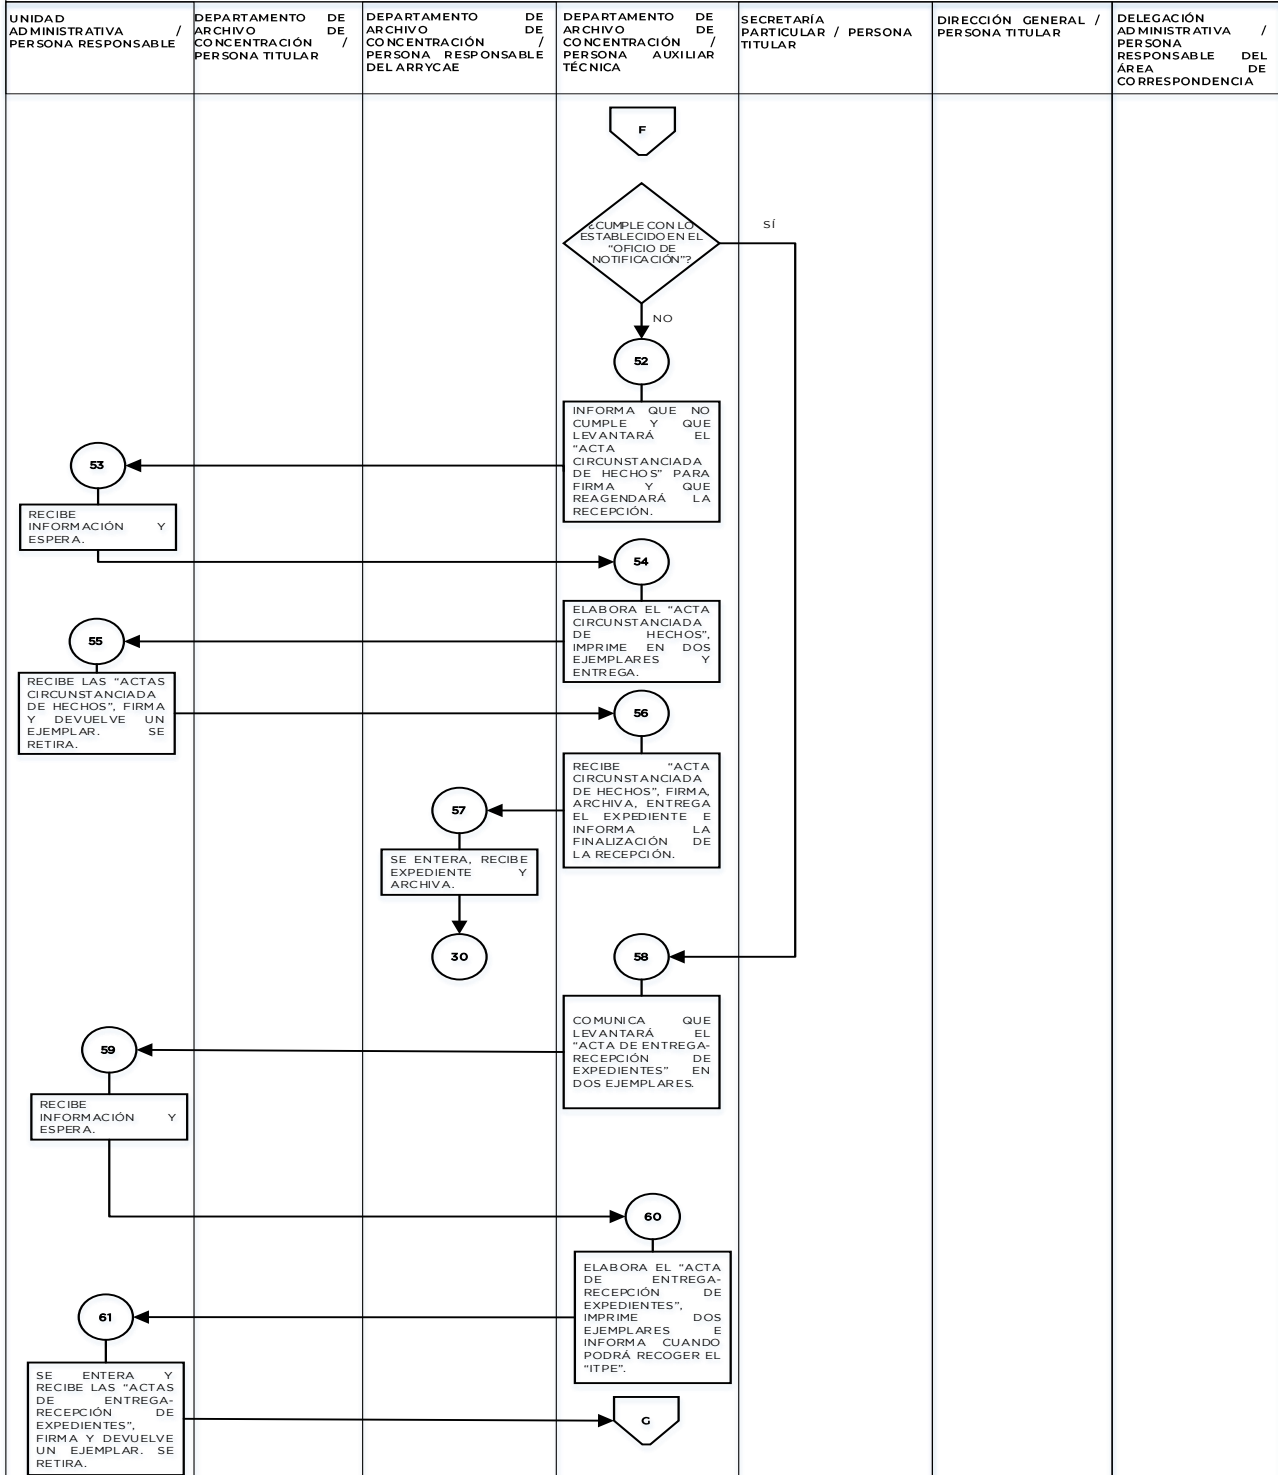 UNIDAD
ADMINISTRATIVA /
PERSONA RESPONSABLE
DEPARTAMENTO DE
ARCHIVO DE
CONCENTRACIÓN /
PERSONA TITULAR
DEPARTAMENTO DE
ARCHIVO DE
CONCENTRACIÓN /
PERSONA RESPONSABLE
DEL ARRYCAE
DEPARTAMENTO DE
ARCHIVO DE
CONCENTRACIÓN /
PERSONA AUXILIAR
TÉCNICA
SECRETARÍA
PARTICULAR / PERSONA
TITULAR
DIRECCIÓN GENERAL /
PERSONA TITULAR
DELEGACIÓN
ADMINISTRATIVA /
PERSONA
RESPONSABLE DEL
ÁREA DE
CORRESPONDENCIA
F
¿CUMPLE CON LO
ESTABLECIDO EN EL
“OFICIO DE
NOTIFICACIÓN”?
SÍ
NO
52
INFORMA QUE NO
CUMPLE Y QUE
LEVANTARÁ EL
“ACTA
CIRCUNSTANCIADA
DE HECHOS” PARA
FIRMA Y QUE
REAGENDARÁ LA
RECEPCIÓN.
53
RECIBE
INFORMACIÓN Y
ESPERA.
54
ELABORA EL “ACTA
CIRCUNSTANCIADA
DE HECHOS”,
IMPRIME EN DOS
EJEMPLARES Y
ENTREGA.
55
RECIBE LAS “ACTAS
CIRCUNSTANCIADA
DE HECHOS”, FIRMA
Y DEVUELVE UN
EJEMPLAR. SE
RETIRA.
56
RECIBE “ACTA
CIRCUNSTANCIADA
DE HECHOS”, FIRMA,
ARCHIVA, ENTREGA
EL EXPEDIENTE E
INFORMA LA
FINALIZACIÓN DE
LA RECEPCIÓN.
57
SE ENTERA, RECIBE
EXPEDIENTE Y
ARCHIVA.
30
58
COMUNICA QUE
LEVANTARÁ EL
“ACTA DE ENTREGA-
RECEPCIÓN DE
EXPEDIENTES” EN
DOS EJEMPLARES.
59
RECIBE
INFORMACIÓN Y
ESPERA.
60
ELABORA EL “ACTA
DE ENTREGA-
RECEPCIÓN DE
EXPEDIENTES”,
IMPRIME DOS
EJEMPLARES E
INFORMA CUANDO
PODRÁ RECOGER EL
“ITPE”.
61
SE ENTERA Y
RECIBE LAS “ACTAS
DE ENTREGA-
RECEPCIÓN DE
EXPEDIENTES”,
FIRMA Y DEVUELVE
UN EJEMPLAR. SE
RETIRA.
G